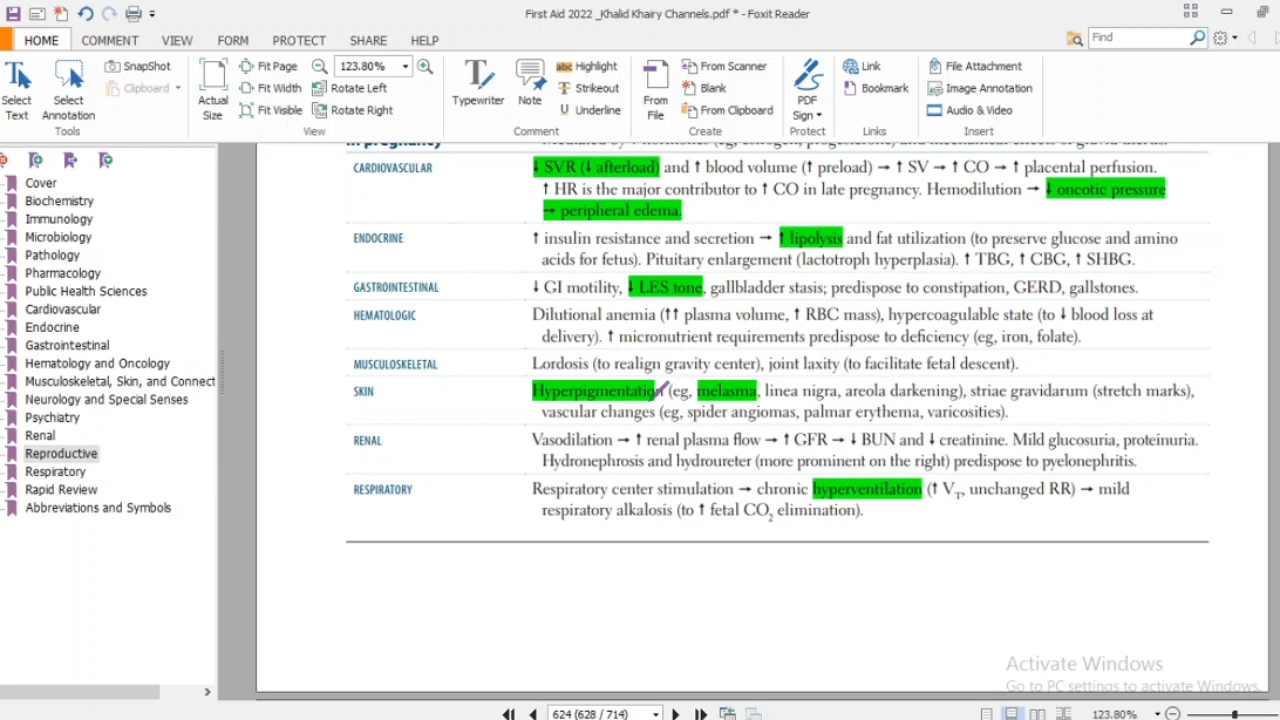 First Aid 2022 _Khalid Khairy Channels.pdf * - Foxit Reader
HOME COMMENT VIEW FORM PROTECT SHARE HELP
Find
Select Text
Select Annotation
SnapShot
Clipboard
Tools
Actual Size
Fit Page
Fit Width
Fit Visible
123.80%
Rotate Left
Rotate Right
View
Typewriter
Note
Highlight
Strikeout
Underline
Comment
From File
From Scanner
Blank
From Clipboard
Create
PDF Sign
Protect
Link
Bookmark
Links
File Attachment
Image Annotation
Audio & Video
Insert
Cover
Biochemistry
Immunology
Microbiology
Pathology
Pharmacology
Public Health Sciences
Cardiovascular
Endocrine
Gastrointestinal
Hematology and Oncology
Musculoskeletal, Skin, and Connect
Neurology and Special Senses
Psychiatry
Renal
Reproductive
Respiratory
Rapid Review
Abbreviations and Symbols
in pregnancy
CARDIOVASCULAR
↓ SVR (↓ afterload) and ↑ blood volume (↑ preload) → ↑ SV → ↑ CO → ↑ placental perfusion.
↑ HR is the major contributor to ↑ CO in late pregnancy. Hemodilution → ↓ oncotic pressure
→ peripheral edema.
ENDOCRINE
↑ insulin resistance and secretion → ↑ lipolysis and fat utilization (to preserve glucose and amino
acids for fetus). Pituitary enlargement (lactotroph hyperplasia). ↑ TBG, ↑ CBG, ↑ SHBG.
GASTROINTESTINAL
↓ GI motility, ↓ LES tone, gallbladder stasis; predispose to constipation, GERD, gallstones.
HEMATOLOGIC
Dilutional anemia (↑↑ plasma volume, ↑ RBC mass), hypercoagulable state (to ↓ blood loss at
delivery). ↑ micronutrient requirements predispose to deficiency (eg, iron, folate).
MUSCULOSKELETAL
Lordosis (to realign gravity center), joint laxity (to facilitate fetal descent).
SKIN
Hyperpigmentation (eg, melasma, linea nigra, areola darkening), striae gravidarum (stretch marks),
vascular changes (eg, spider angiomas, palmar erythema, varicosities).
RENAL
Vasodilation → ↑ renal plasma flow → ↑ GFR → ↓ BUN and ↓ creatinine. Mild glucosuria, proteinuria.
Hydronephrosis and hydroureter (more prominent on the right) predispose to pyelonephritis.
RESPIRATORY
Respiratory center stimulation → chronic hyperventilation (↑ VT, unchanged RR) → mild
respiratory alkalosis (to ↑ fetal CO2 elimination).
Activate Windows
Go to PC settings to activate Windows.
624 (628 / 714)
123.80%